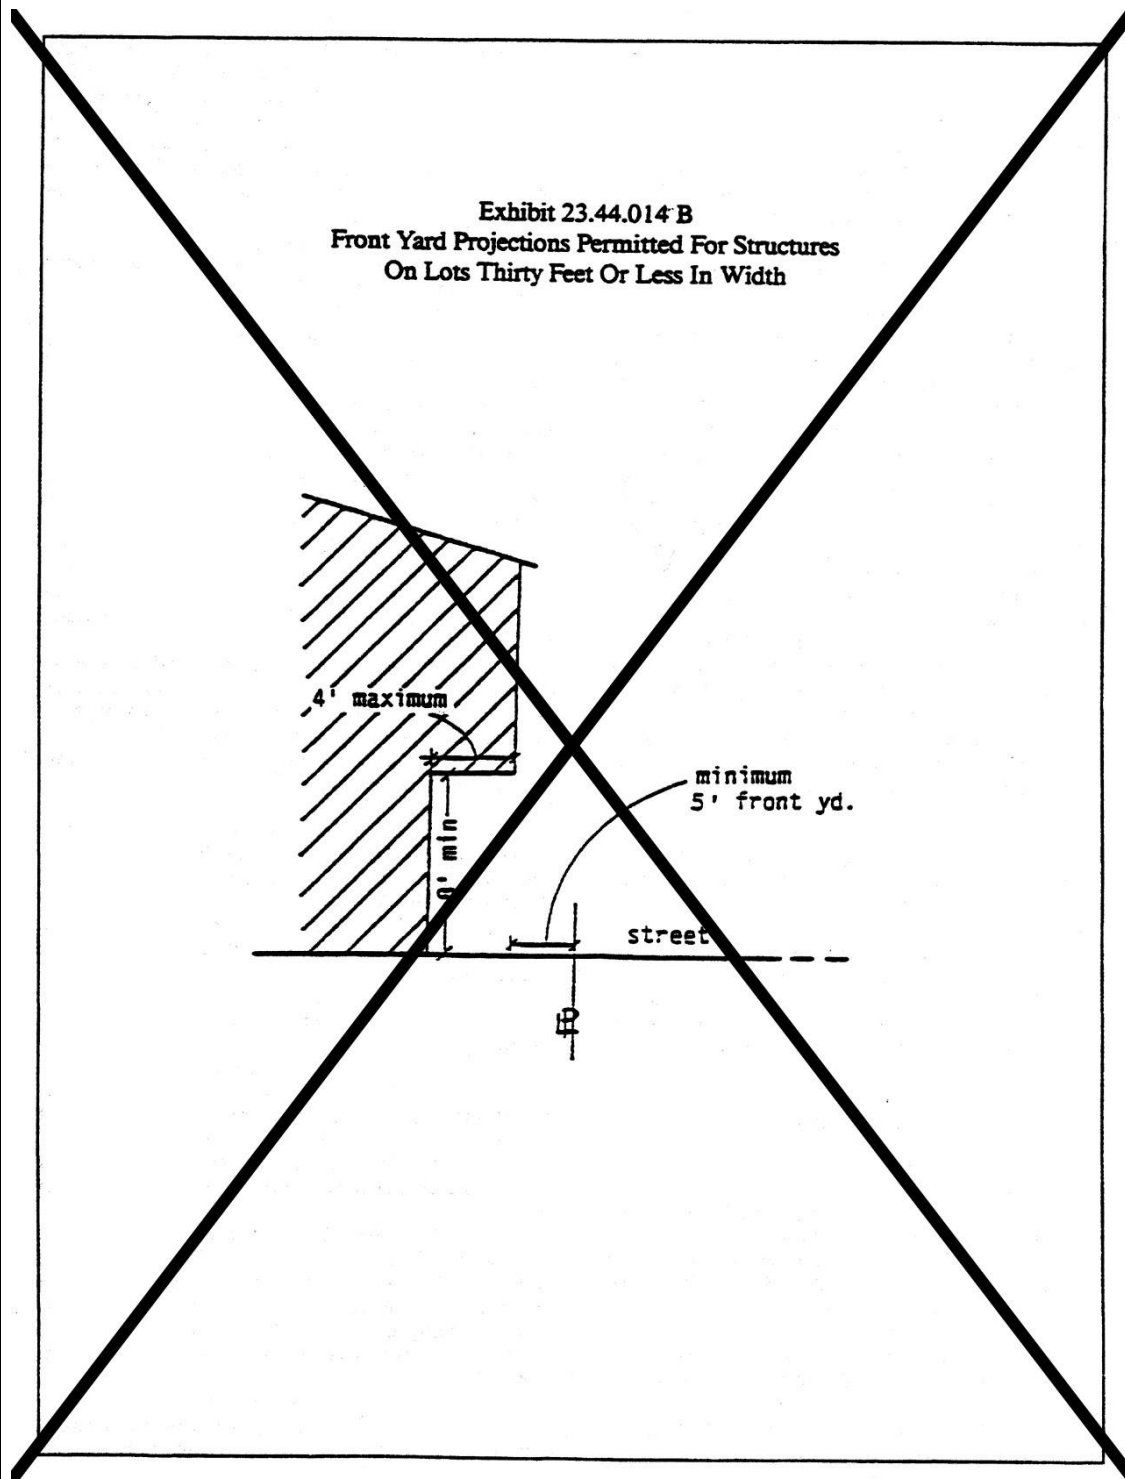 Exhibit 23.44.014 B
Front Yard Projections Permitted For Structures
On Lots Thirty Feet Or Less In Width
4' maximum
minimum
5' front yd.
min
street